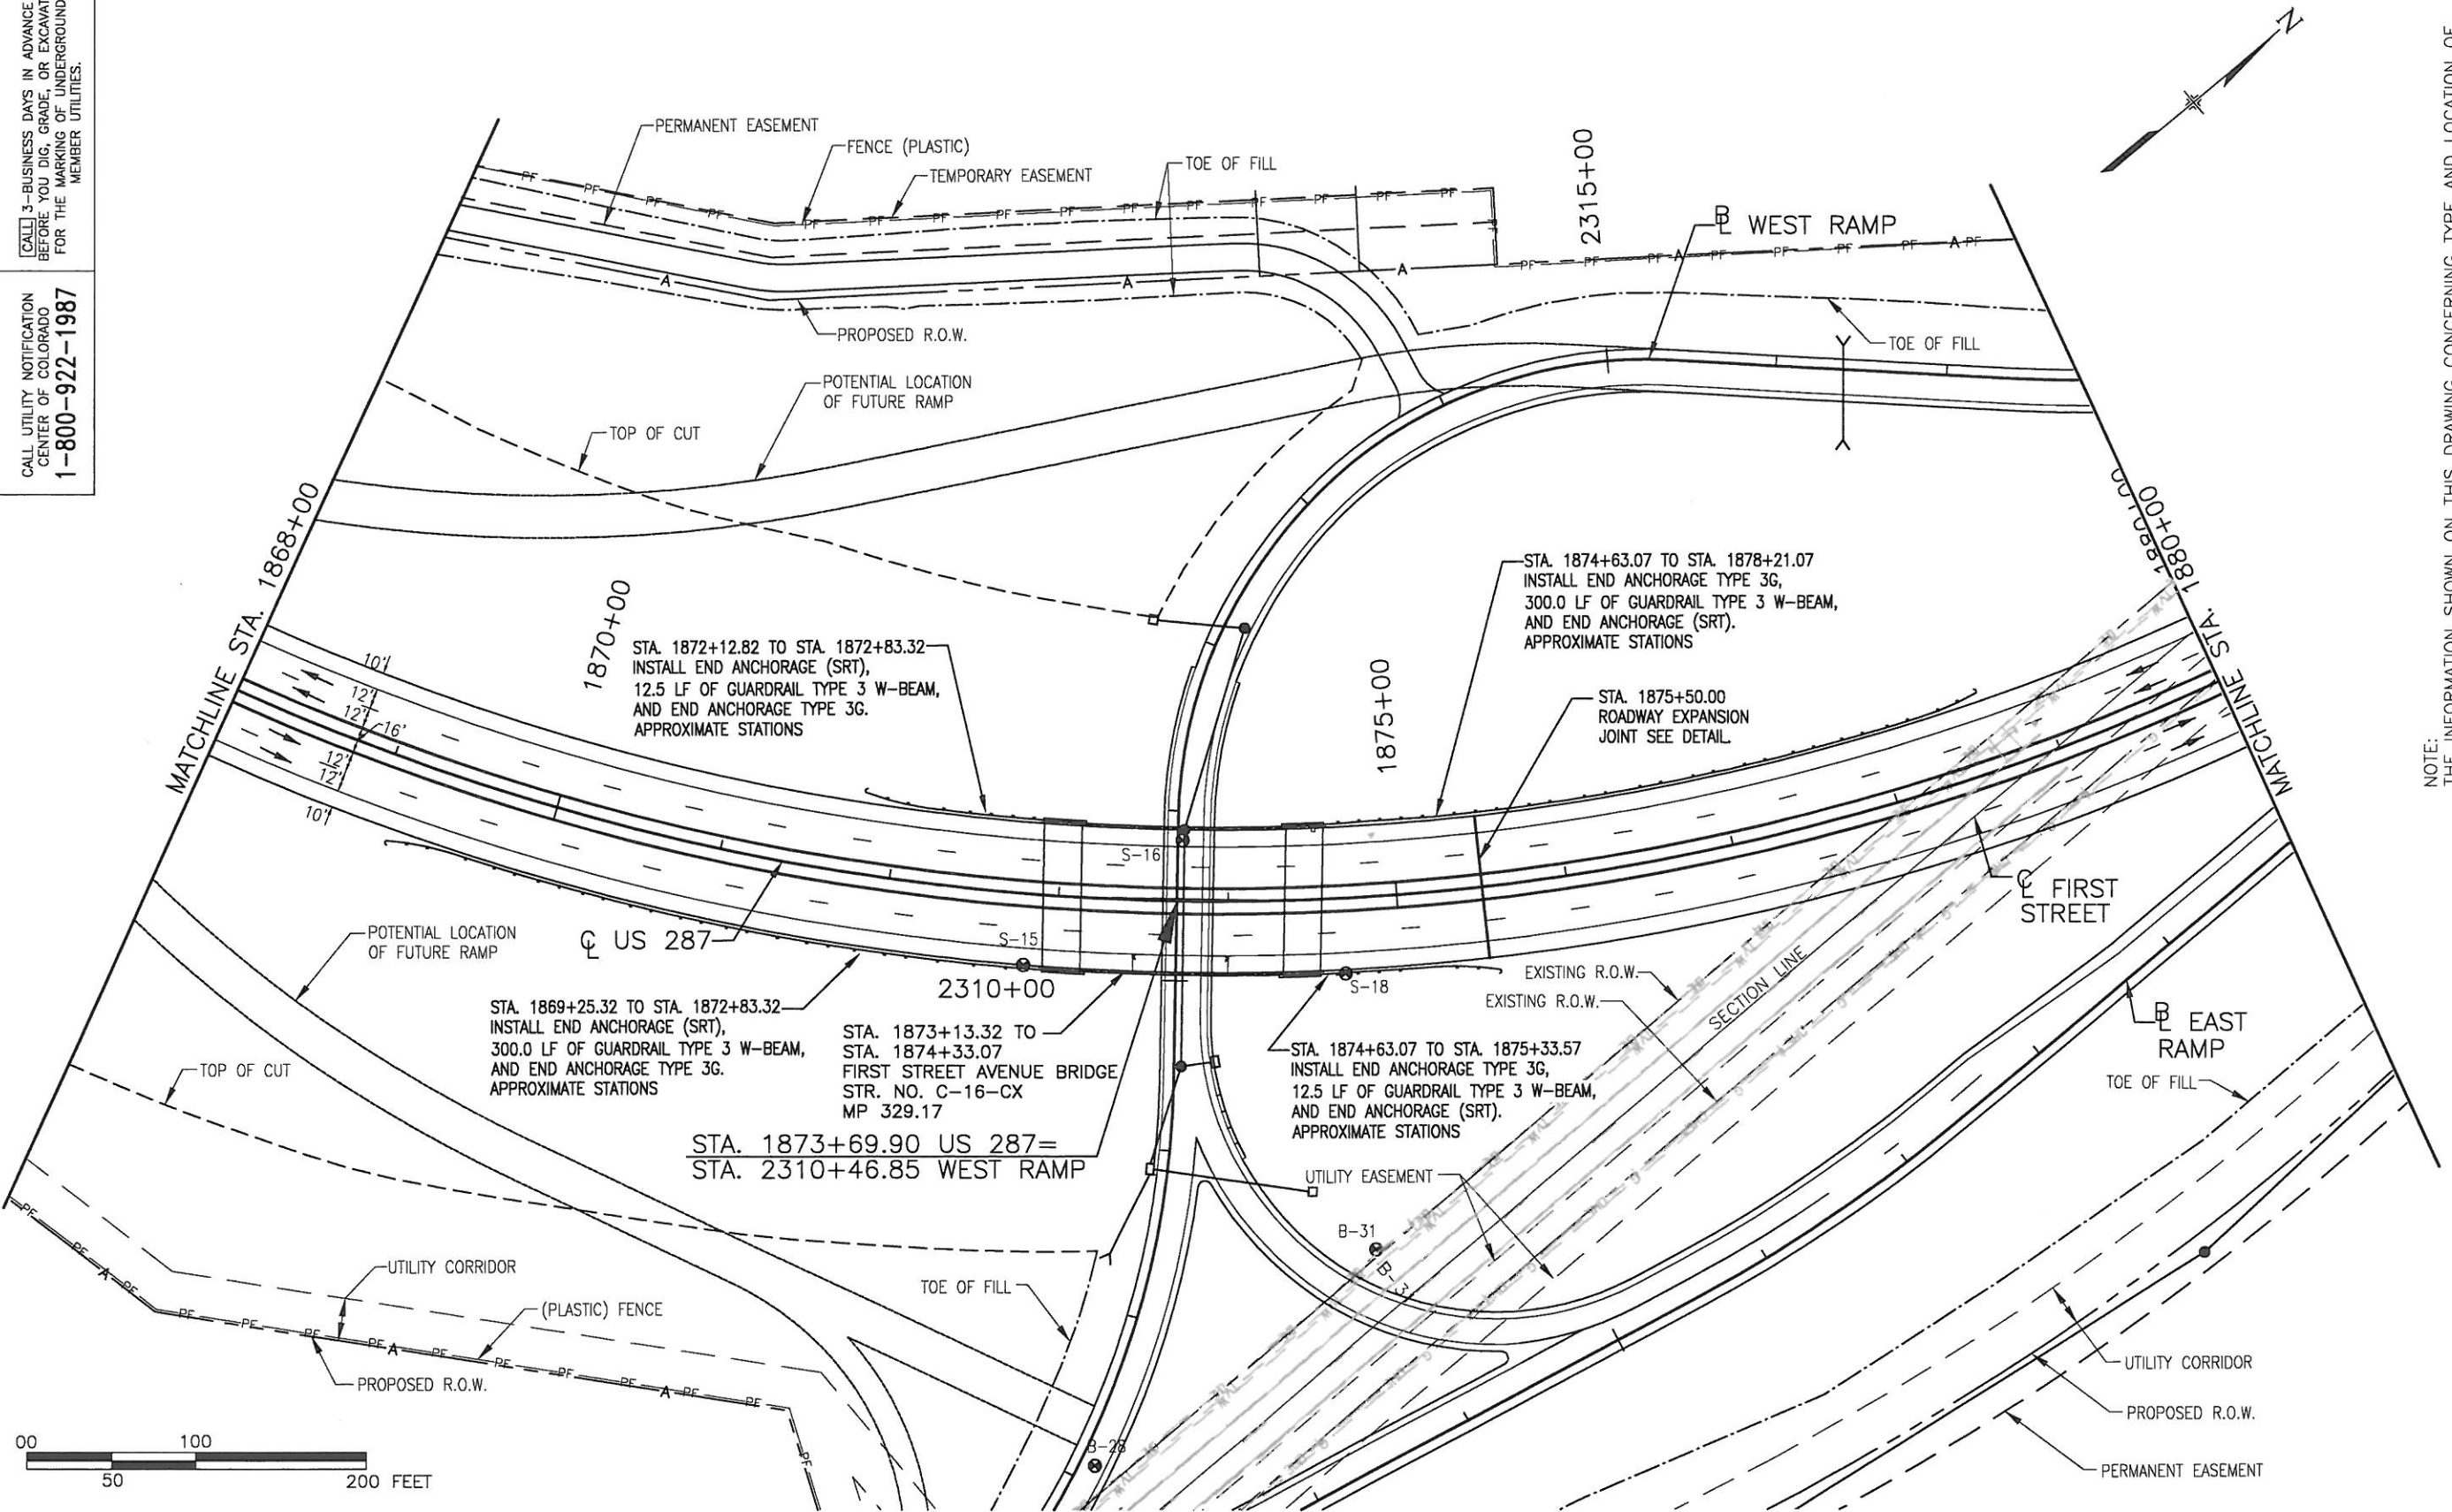 CALL 3-BUSINESS DAYS IN ADVANCE
BEFORE YOU DIG, GRADE, OR
FOR THE MARKING OF UNDERGROUND
MEMBER UTILITIES.
CALL UTILITY NOTIFICATION
CENTER OF COLORADO
1-800-922-1987
N
PERMANENT EASEMENT
FENCE (PLASTIC)
TEMPORARY EASEMENT
TOE OF FILL
2315+00
BL WEST RAMP
PROPOSED R.O.W.
TOE OF FILL
POTENTIAL LOCATION
OF FUTURE RAMP
TOP OF CUT
MATCHLINE STA. 1868+00
MATCHLINE STA. 1880+00
1880+00
1870+00
1875+00
STA. 1872+12.82 TO STA. 1872+83.32
INSTALL END ANCHORAGE (SRT),
12.5 LF OF GUARDRAIL TYPE 3 W-BEAM,
AND END ANCHORAGE TYPE 3G.
APPROXIMATE STATIONS
STA. 1874+63.07 TO STA. 1878+21.07
INSTALL END ANCHORAGE TYPE 3G,
300.0 LF OF GUARDRAIL TYPE 3 W-BEAM,
AND END ANCHORAGE (SRT).
APPROXIMATE STATIONS
STA. 1875+50.00
ROADWAY EXPANSION
JOINT SEE DETAIL.
10'
12'
12'
16'
12'
12'
10'
S-16
S-15
S-18
℄ US 287
2310+00
℄ FIRST
STREET
POTENTIAL LOCATION
OF FUTURE RAMP
STA. 1869+25.32 TO STA. 1872+83.32
INSTALL END ANCHORAGE (SRT),
300.0 LF OF GUARDRAIL TYPE 3 W-BEAM,
AND END ANCHORAGE TYPE 3G.
APPROXIMATE STATIONS
STA. 1873+13.32 TO
STA. 1874+33.07
FIRST STREET AVENUE BRIDGE
STR. NO. C-16-CX
MP 329.17
STA. 1874+63.07 TO STA. 1875+33.57
INSTALL END ANCHORAGE TYPE 3G,
12.5 LF OF GUARDRAIL TYPE 3 W-BEAM,
AND END ANCHORAGE (SRT).
APPROXIMATE STATIONS
STA. 1873+69.90 US 287=
STA. 2310+46.85 WEST RAMP
EXISTING R.O.W.
EXISTING R.O.W.
SECTION LINE
BL EAST
RAMP
TOE OF FILL
TOP OF CUT
UTILITY EASEMENT
B-31
B-3
UTILITY CORRIDOR
(PLASTIC) FENCE
PROPOSED R.O.W.
TOE OF FILL
B-28
UTILITY CORRIDOR
PROPOSED R.O.W.
PERMANENT EASEMENT
00 100
50 200 FEET
NOTE:
THE INFORMATION SHOWN ON THIS DRAWING CONCERNING TYPE AND LOCATION OF